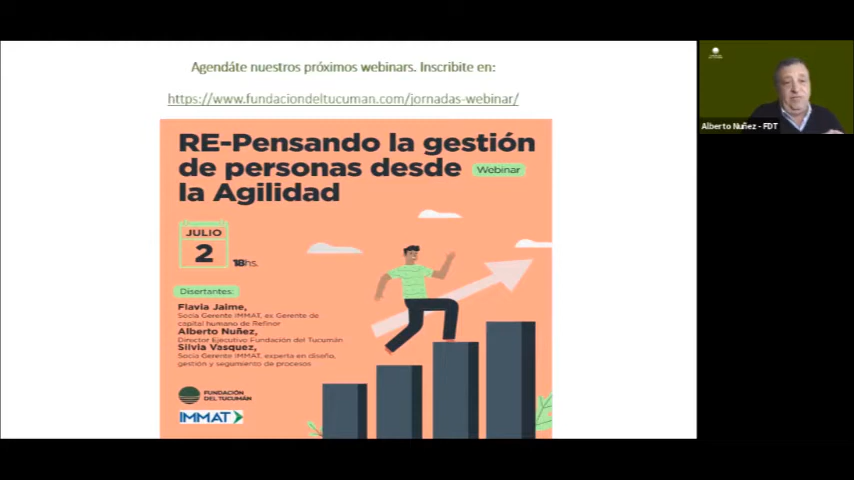 Agendáte nuestros próximos webinars. Inscribite en:
https://www.fundaciondeltucuman.com/jornadas-webinar/
RE-Pensando la gestión
de personas desde
Webinar
la Agilidad
JULIO
2
18hs.
Disertantes:
Flavia Jaime,
Socia Gerente IMMAT, ex Gerente de
capital humano de Refinor
Alberto Nuñez,
Director Ejecutivo Fundación del Tucumán
Silvia Vasquez,
Socia Gerente IMMAT, experta en diseño,
gestión y seguimiento de procesos
FUNDACIÓN
DEL TUCUMÁN
IMMAT
Alberto Nuñez - FDT